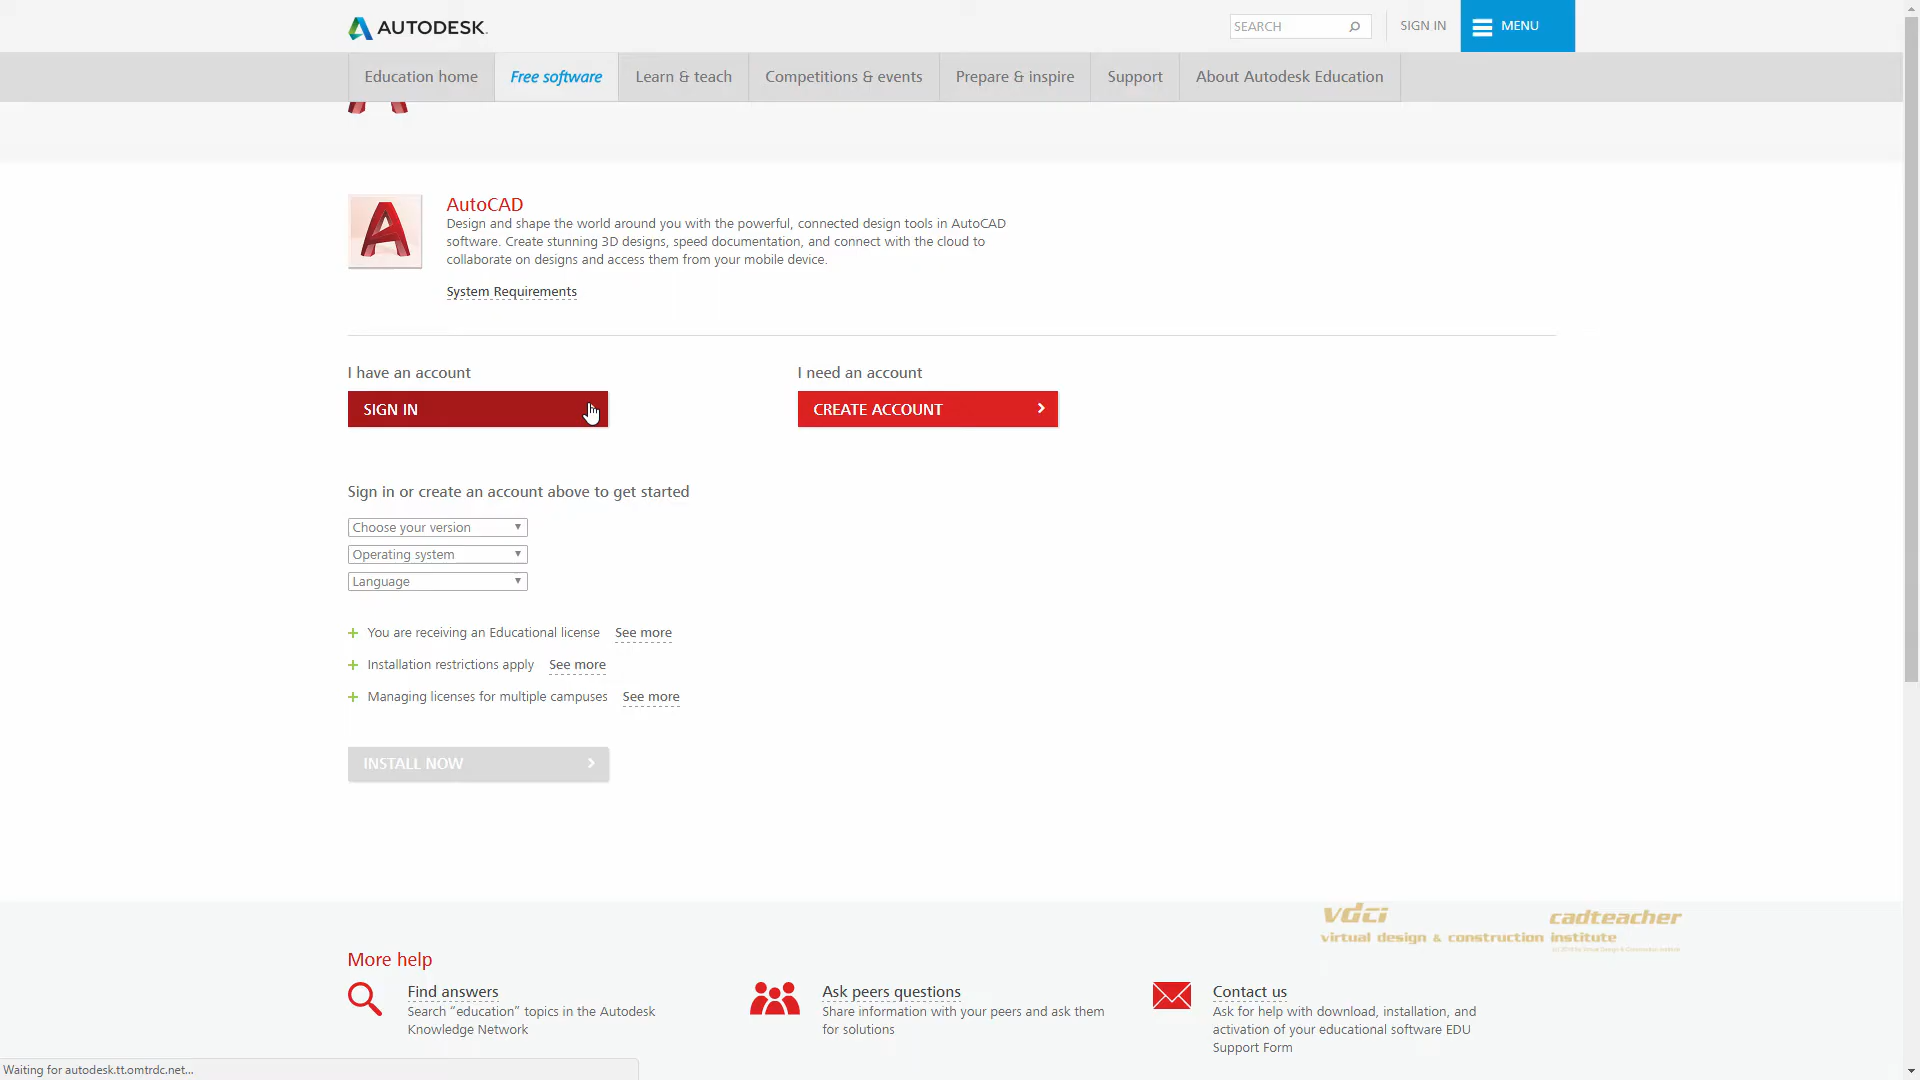 AUTODESK.
SEARCH
SIGN IN
MENU
Education home
Free software
Learn & teach
Competitions & events
Prepare & inspire
Support
About Autodesk Education
AutoCAD
Design and shape the world around you with the powerful, connected design tools in AutoCAD
software. Create stunning 3D designs, speed documentation, and connect with the cloud to
collaborate on designs and access them from your mobile device.
System Requirements
I have an account
SIGN IN
I need an account
CREATE ACCOUNT
Sign in or create an account above to get started
Choose your version
Operating system
Language
You are receiving an Educational license See more
Installation restrictions apply See more
Managing licenses for multiple campuses See more
INSTALL NOW
vdci
cadteacher
virtual design & construction institute
More help
Find answers
Search “education” topics in the Autodesk
Knowledge Network
Ask peers questions
Share information with your peers and ask them
for solutions
Contact us
Ask for help with download, installation, and
activation of your educational software EDU
Support Form
Waiting for autodesk.tt.omtrdc.net...